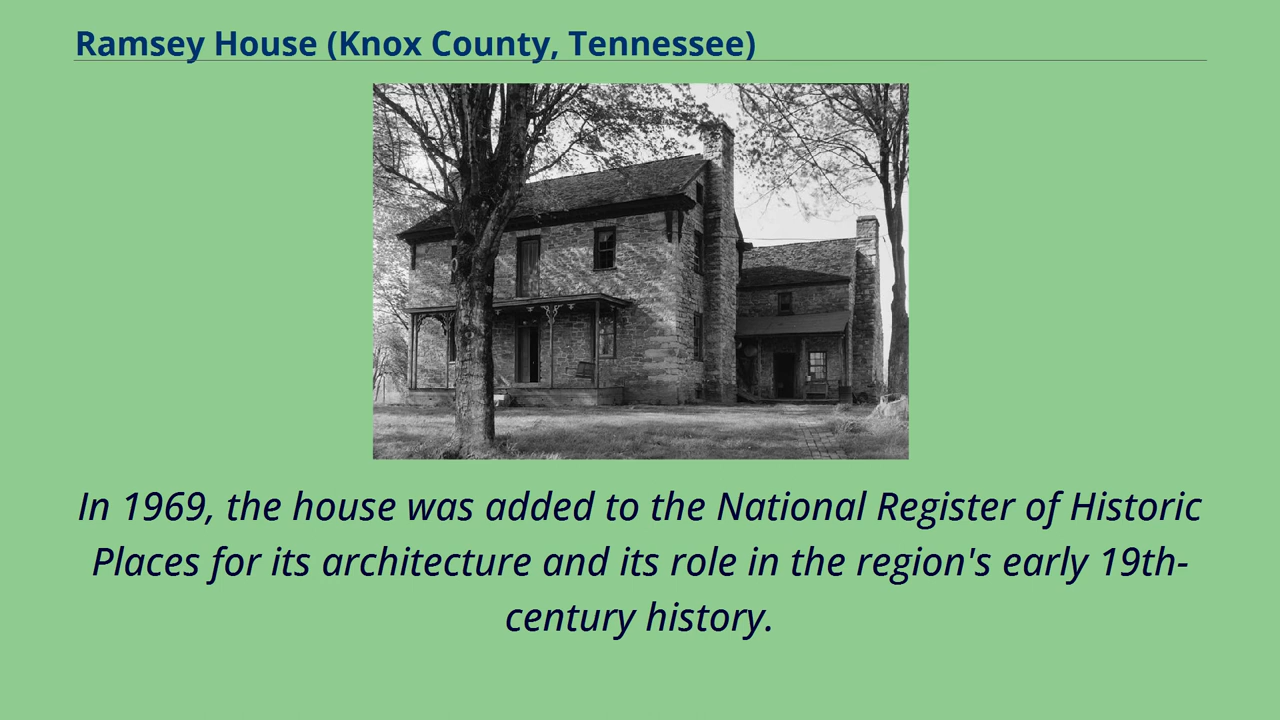 Ramsey House (Knox County, Tennessee)
In 1969, the house was added to the National Register of Historic
Places for its architecture and its role in the region's early 19th-
century history.